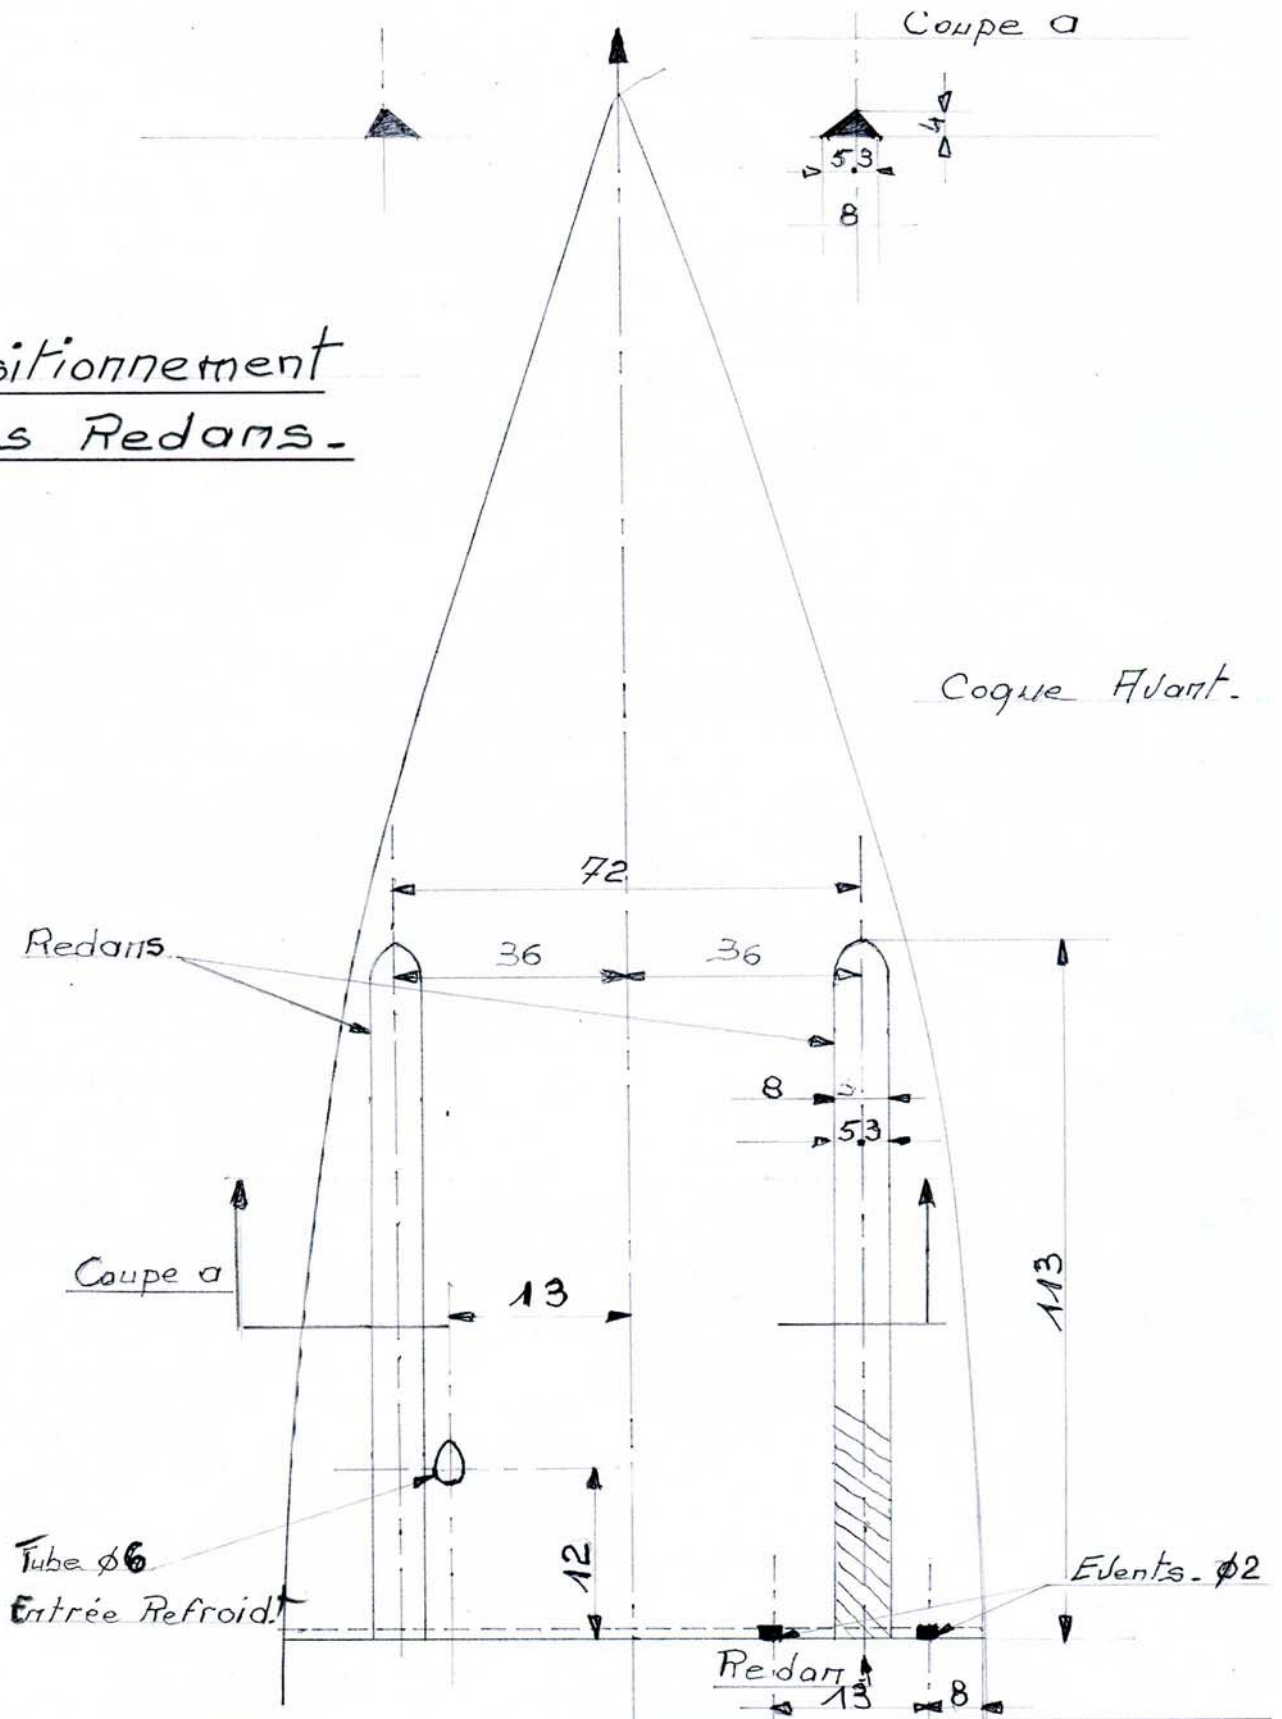 Coupe a
4
5.3
8
sitionnement
s Redans.
Coque Avant.
72
Redans
36
36
8
5.3
Coupe a
13
113
Tube ø6
Entrée Refroid.t
12
Events. ø2
Redan
13
8